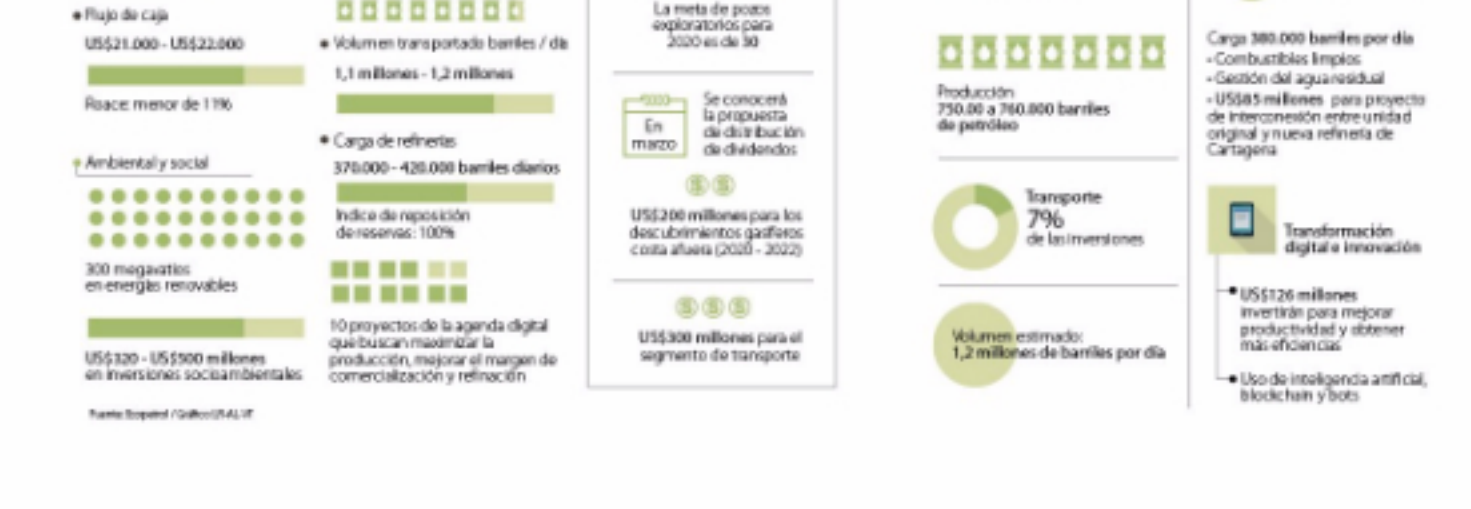 Flujo de caja
US$21.000 - US$22.000
Roace: menor de 11%
Ambiental y social
300 megavatios
en energías renovables
US$320 - US$500 millones
en inversiones socioambientales
Volumen transportado barriles / día
1,1 millones - 1,2 millones
Carga de refinerías
370.000 - 420.000 barriles diarios
Indice de reposición
de reservas: 100%
10 proyectos de la agenda digital
que buscan maximizar la
producción, mejorar el margen de
comercialización y refinación
Fuente: Ecopetrol / Gráfico LR-AL-VT
La meta de pozos
exploratorios para
2020 es de 30
En
marzo
Se conocerá
la propuesta
de distribución
de dividendos
$ $
US$200 millones para los
descubrimientos gasíferos
costa afuera (2020 - 2022)
$ $ $
US$300 millones para el
segmento de transporte
Producción
750.00 a 760.000 barriles
de petróleo
Transporte
7%
de las inversiones
Volumen estimado:
1,2 millones de barriles por día
Carga 380.000 barriles por día
- Combustibles limpios
- Gestión del agua residual
- US$85 millones para proyecto
de interconexión entre unidad
original y nueva refinería de
Cartagena
Transformación
digital e innovación
US$126 millones
invertirán para mejorar
productividad y obtener
más eficiencias
Uso de inteligencia artificial,
blockchain y bots